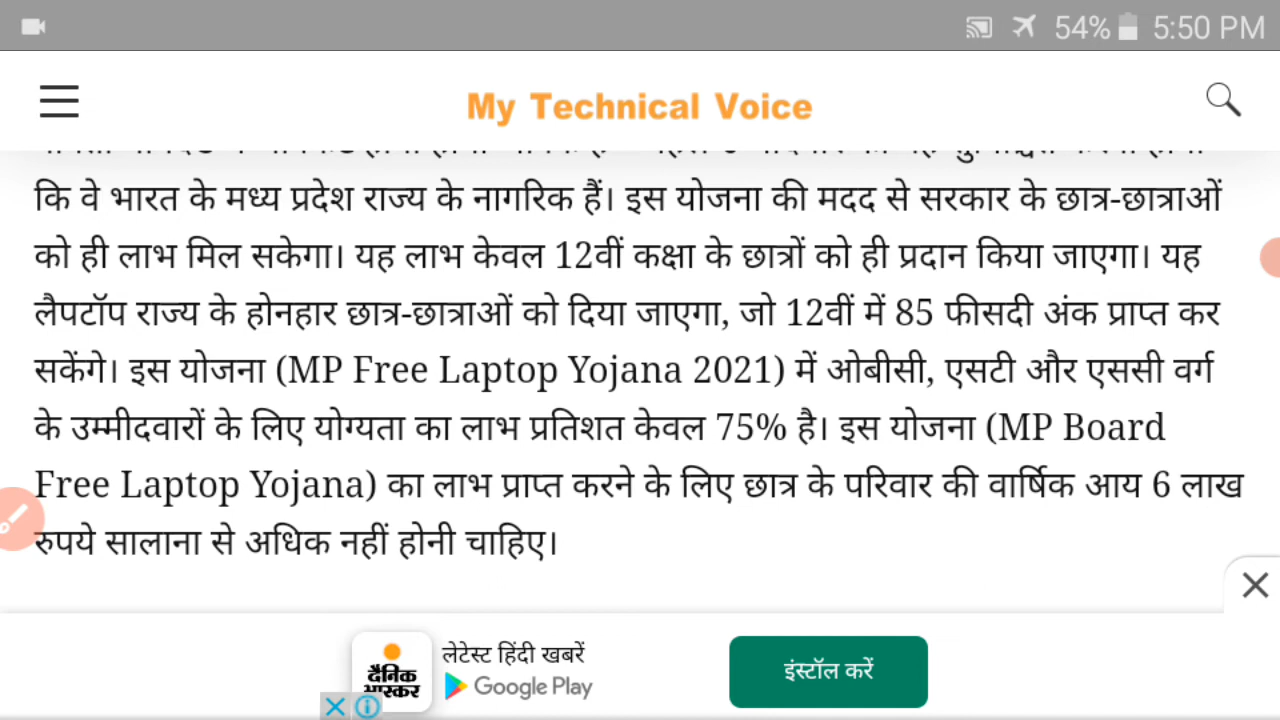 54% 5:50 PM
My Technical Voice
कि वे भारत के मध्य प्रदेश राज्य के नागरिक हैं। इस योजना की मदद से सरकार के छात्र-छात्राओं
को ही लाभ मिल सकेगा। यह लाभ केवल 12वीं कक्षा के छात्रों को ही प्रदान किया जाएगा। यह
लैपटॉप राज्य के होनहार छात्र-छात्राओं को दिया जाएगा, जो 12वीं में 85 फीसदी अंक प्राप्त कर
सकेंगे। इस योजना (MP Free Laptop Yojana 2021) में ओबीसी, एसटी और एससी वर्ग
के उम्मीदवारों के लिए योग्यता का लाभ प्रतिशत केवल 75% है। इस योजना (MP Board
Free Laptop Yojana) का लाभ प्राप्त करने के लिए छात्र के परिवार की वार्षिक आय 6 लाख
रुपये सालाना से अधिक नहीं होनी चाहिए।
दैनिक
भास्कर
लेटेस्ट हिंदी खबरें
Google Play
इंस्टॉल करें